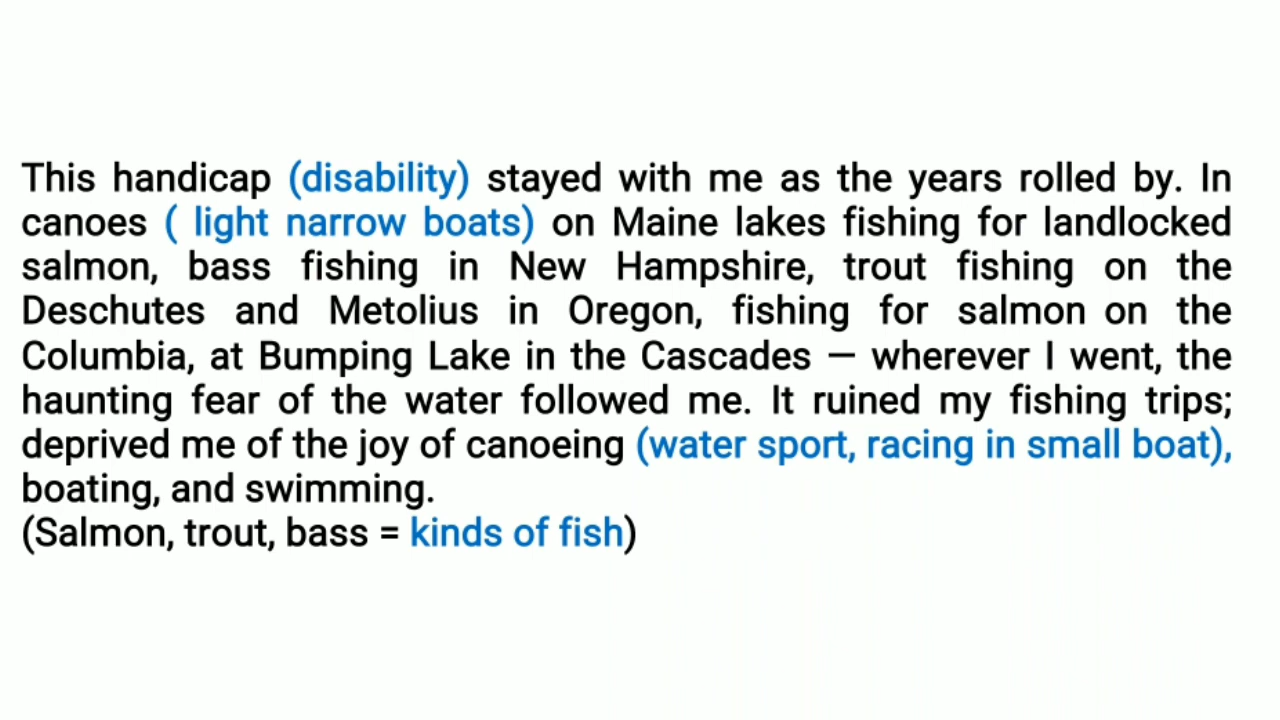 This handicap (disability) stayed with me as the years rolled by. In
canoes ( light narrow boats) on Maine lakes fishing for landlocked
salmon, bass fishing in New Hampshire, trout fishing on the
Deschutes and Metolius in Oregon, fishing for salmon on the
Columbia, at Bumping Lake in the Cascades — wherever I went, the
haunting fear of the water followed me. It ruined my fishing trips;
deprived me of the joy of canoeing (water sport, racing in small boat),
boating, and swimming.
(Salmon, trout, bass = kinds of fish)